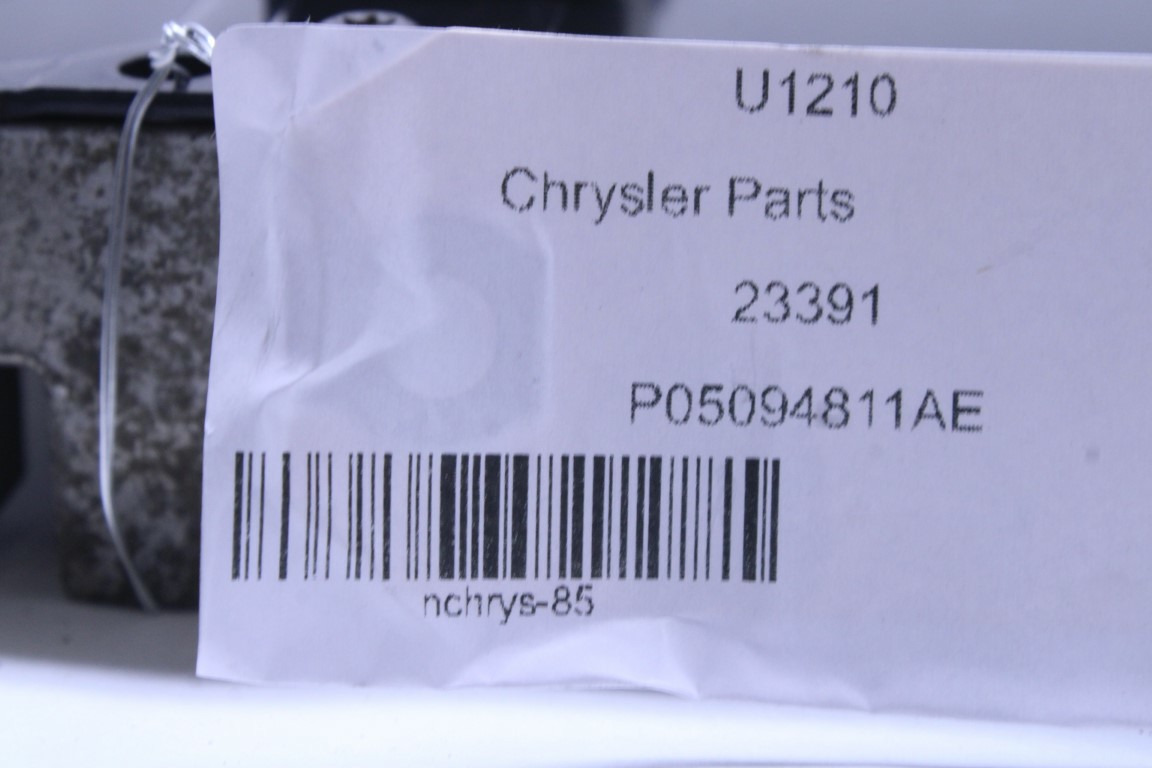 U1210
Chrysler Parts
23391
P05094811AE
nchrys-85